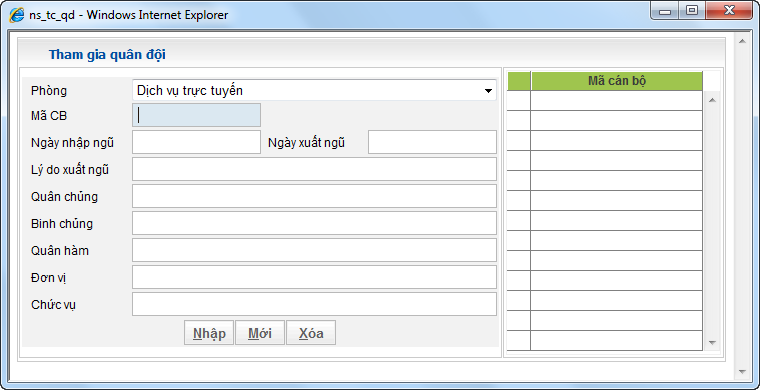 ns_tc_qd - Windows Internet Explorer
Tham gia quân đội
Phòng Dịch vụ trực tuyến
Mã CB
Ngày nhập ngũ Ngày xuất ngũ
Lý do xuất ngũ
Quân chủng
Binh chủng
Quân hàm
Đơn vị
Chức vụ
Nhập Mới Xóa
Mã cán bộ